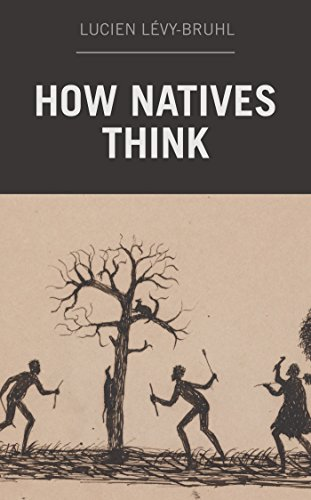 LUCIEN LÉVY-BRUHL
HOW NATIVES
THINK